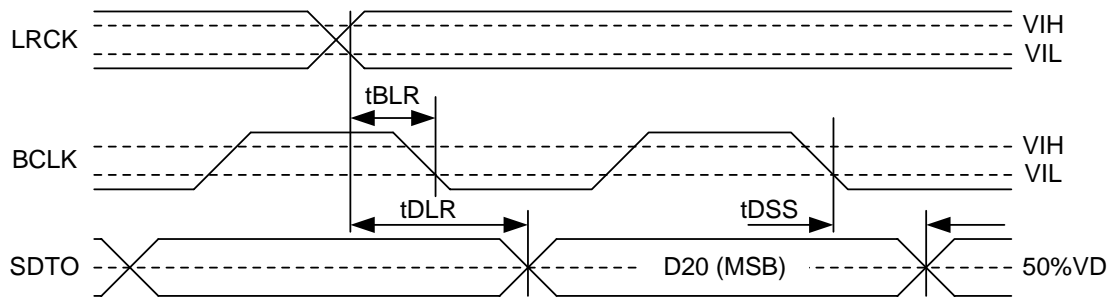 LRCK
VIH
VIL
tBLR
BCLK
VIH
VIL
tDLR
tDSS
SDTO
D20 (MSB)
50%VD